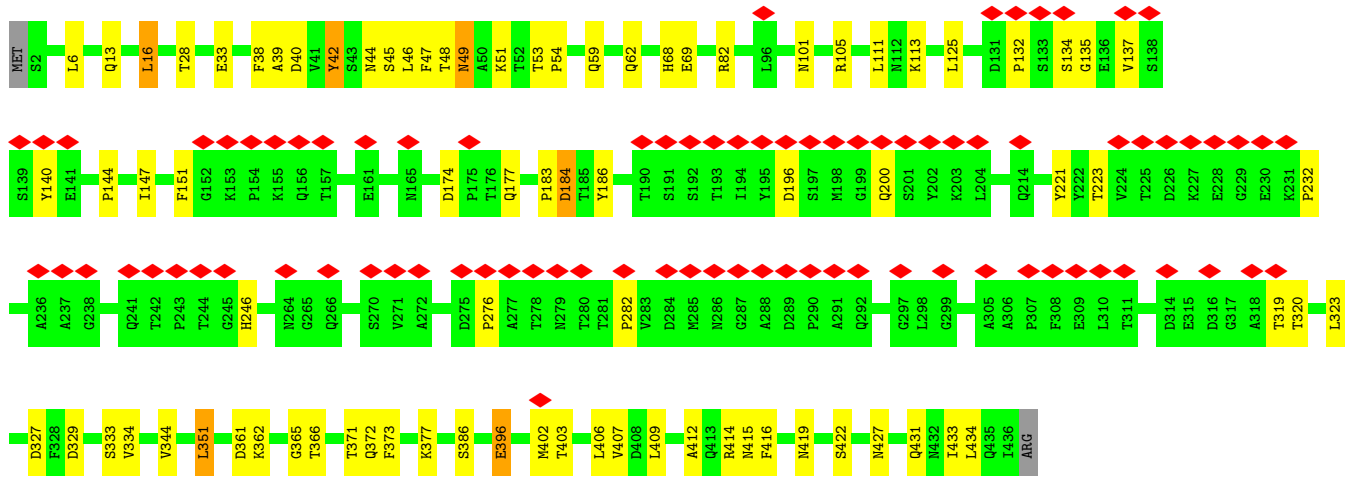 MET S2 L6 Q13 L16 T28 E33 F38 A39 D40 V41 Y42 S43 N44 S45 L46 F47 T48 N49 A50 K51 T52 T53 P54 Q59 Q62 H68 E69 R82 L96 N101 R105 L111 N112 K113 L125 D131 P132 S133 S134 G135 E136 V137 S138
S139 Y140 E141 P144 I147 F151 G152 K153 P154 K155 Q156 T157 E161 N165 D174 P175 T176 Q177 P183 D184 T185 Y186 T190 S191 S192 T193 I194 Y195 D196 S197 M198 G199 Q200 S201 Y202 K203 L204 Q214 Y221 Y222 T223 V224 T225 D226 K227 E228 G229 E230 K231 P232
A236 A237 G238 Q241 T242 P243 T244 G245 H246 N264 G265 Q266 S270 V271 A272 D275 P276 A277 T278 N279 T280 T281 P282 V283 D284 M285 N286 G287 A288 D289 P290 A291 Q292 G297 L298 G299 A305 A306 P307 F308 E309 L310 T311 D314 E315 D316 G317 A318 T319 T320 L323
D327 F328 D329 S333 V334 V344 L351 D361 K362 G365 T366 T371 Q372 F373 K377 S386 E396 M402 T403 L406 V407 D408 L409 A412 Q413 R414 N415 F416 N419 S422 N427 Q431 N432 I433 L434 Q435 I436 ARG